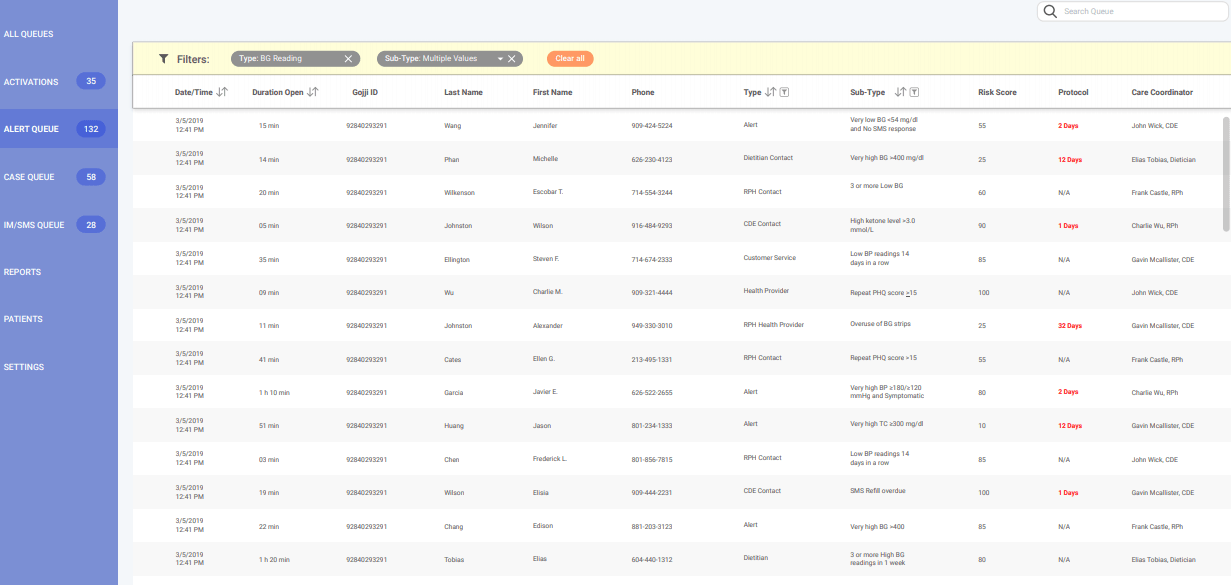 Search Queue
ALL QUEUES
ACTIVATIONS 35
ALERT QUEUE 132
CASE QUEUE 58
IM/SMS QUEUE 28
REPORTS
PATIENTS
SETTINGS
Filters: Type: BG Reading Sub-Type: Multiple Values Clear all
Date/Time Duration Open Gojji ID Last Name First Name Phone Type Sub-Type Risk Score Protocol Care Coordinator
3/5/2019 12:41 PM 15 min 92840293291 Wang Jennifer 909-424-5224 Alert Very low BG <54 mg/dl and No SMS response 55 2 Days John Wick, CDE
3/5/2019 12:41 PM 14 min 92840293291 Phan Michelle 626-230-4123 Dietitian Contact Very high BG >400 mg/dl 25 12 Days Elias Tobias, Dietician
3/5/2019 12:41 PM 20 min 92840293291 Wilkenson Escobar T. 714-554-3244 RPH Contact 3 or more Low BG 60 N/A Frank Castle, RPh
3/5/2019 12:41 PM 05 min 92840293291 Johnston Wilson 916-484-9293 CDE Contact High ketone level >3.0 mmol/L 90 1 Days Charlie Wu, RPh
3/5/2019 12:41 PM 35 min 92840293291 Ellington Steven F. 714-674-2333 Customer Service Low BP readings 14 days in a row 85 N/A Gavin Mcallister, CDE
3/5/2019 12:41 PM 09 min 92840293291 Wu Charlie M. 909-321-4444 Health Provider Repeat PHQ score >15 100 N/A John Wick, CDE
3/5/2019 12:41 PM 11 min 92840293291 Johnston Alexander 949-330-3010 RPH Health Provider Overuse of BG strips 25 32 Days Gavin Mcallister, CDE
3/5/2019 12:41 PM 41 min 92840293291 Cates Ellen G. 213-495-1331 RPH Contact Repeat PHQ score >15 55 N/A Frank Castle, RPh
3/5/2019 12:41 PM 1 h 10 min 92840293291 Garcia Javier E. 626-522-2655 Alert Very high BP ≥180/≥120 mmHg and Symptomatic 80 2 Days Charlie Wu, RPh
3/5/2019 12:41 PM 51 min 92840293291 Huang Jason 801-234-1333 Alert Very high TC ≥300 mg/dl 10 12 Days Gavin Mcallister, CDE
3/5/2019 12:41 PM 03 min 92840293291 Chen Frederick L. 801-856-7815 RPH Contact Low BP readings 14 days in a row 85 N/A John Wick, CDE
3/5/2019 12:41 PM 19 min 92840293291 Wilson Elisia 909-444-2231 CDE Contact SMS Refill overdue 100 1 Days Gavin Mcallister, CDE
3/5/2019 12:41 PM 22 min 92840293291 Chang Edison 881-203-3123 Alert Very high BG >400 85 N/A Frank Castle, RPh
3/5/2019 12:41 PM 1 h 20 min 92840293291 Tobias Elias 604-440-1312 Dietitian 3 or more High BG readings in 1 week 80 N/A Elias Tobias, Dietician